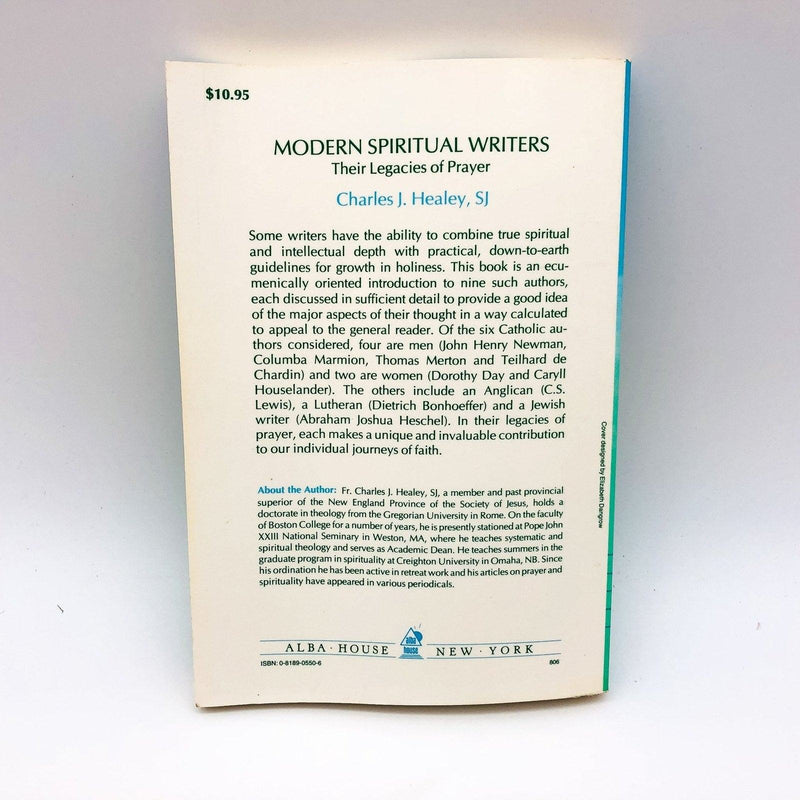 $10.95
MODERN SPIRITUAL WRITERS
Their Legacies of Prayer
Charles J. Healey, SJ
Some writers have the ability to combine true spiritual
and intellectual depth with practical, down-to-earth
guidelines for growth in holiness. This book is an ecu-
menically oriented introduction to nine such authors,
each discussed in sufficient detail to provide a good idea
of the major aspects of their thought in a way calculated
to appeal to the general reader. Of the six Catholic au-
thors considered, four are men (John Henry Newman,
Columba Marmion, Thomas Merton and Teilhard de
Chardin) and two are women (Dorothy Day and Caryll
Houselander). The others include an Anglican (C.S.
Lewis), a Lutheran (Dietrich Bonhoeffer) and a Jewish
writer (Abraham Joshua Heschel). In their legacies of
prayer, each makes a unique and invaluable contribution
to our individual journeys of faith.
About the Author: Fr. Charles J. Healey, SJ, a member and past provincial
superior of the New England Province of the Society of Jesus, holds a
doctorate in theology from the Gregorian University in Rome. On the faculty
of Boston College for a number of years, he is presently stationed at Pope John
XXIII National Seminary in Weston, MA, where he teaches systematic and
spiritual theology and serves as Academic Dean. He teaches summers in the
graduate program in spirituality at Creighton University in Omaha, NB. Since
his ordination he has been active in retreat work and his articles on prayer and
spirituality have appeared in various periodicals.
Cover designed by Elizabeth Dangrow
alba
house
ALBA · HOUSE NEW · YORK
ISBN: 0-8189-0550-6 806